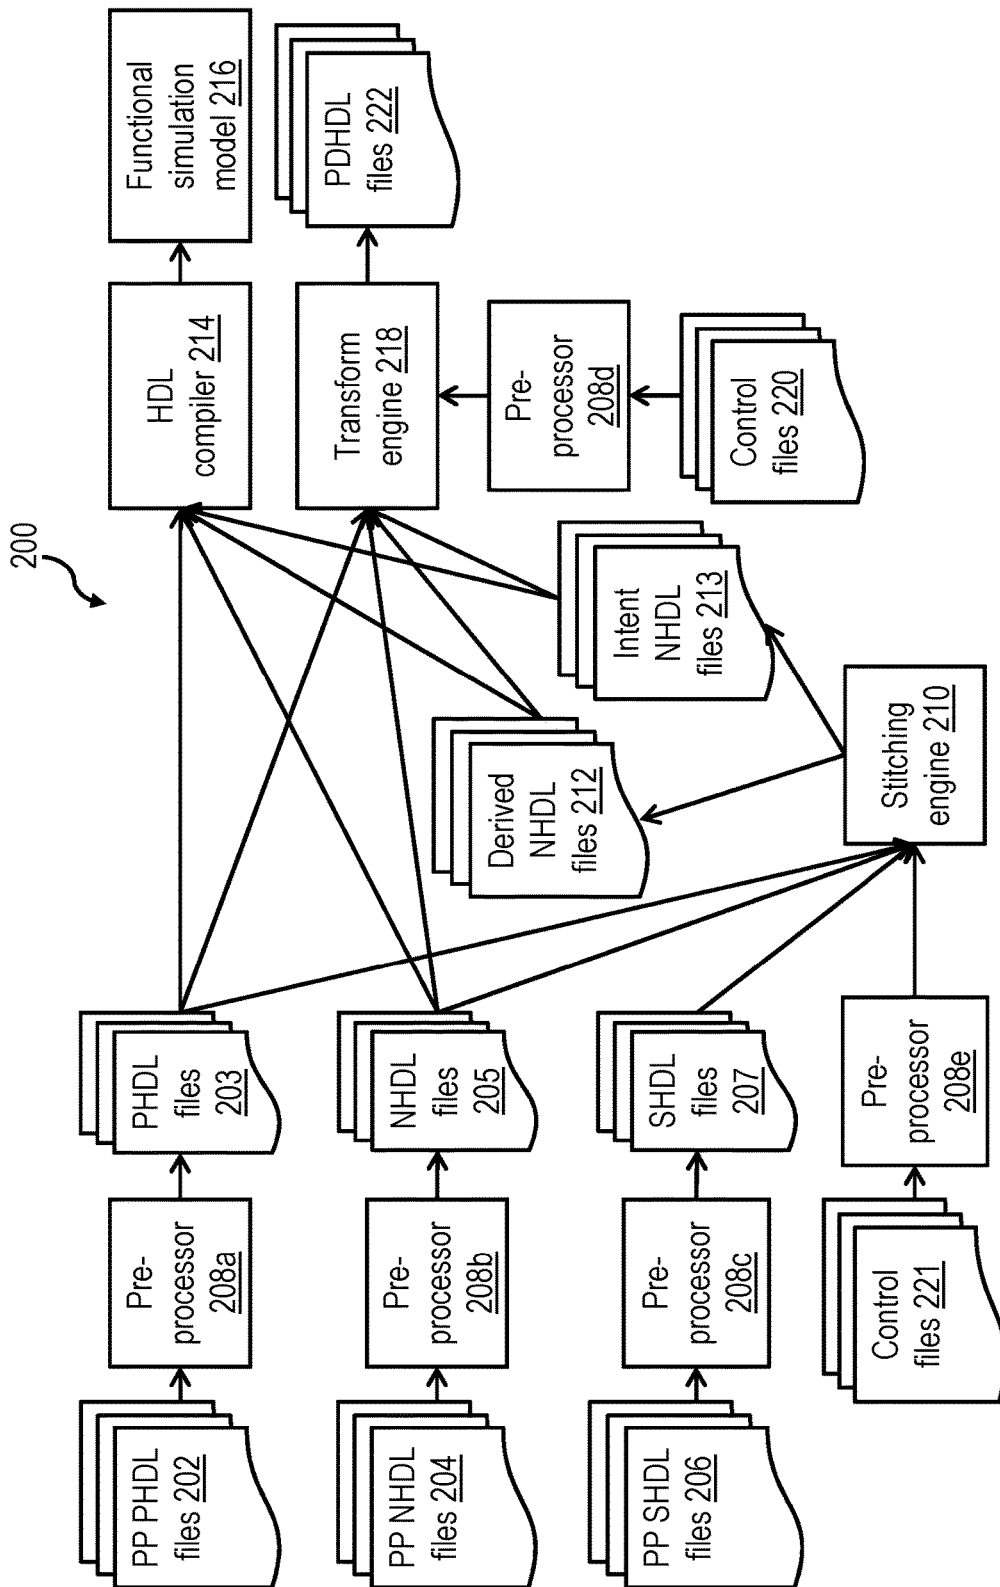 200
PP PHDL
files 202
Pre-
processor
208a
PHDL
files
203
HDL
compiler 214
Functional
simulation
model 216
PP NHDL
files 204
Pre-
processor
208b
NHDL
files
205
Transform
engine 218
PDHDL
files 222
PP SHDL
files 206
Pre-
processor
208c
SHDL
files
207
Derived
NHDL
files 212
Intent
NHDL
files 213
Pre-
processor
208d
Control
files 220
Control
files 221
Pre-
processor
208e
Stitching
engine 210